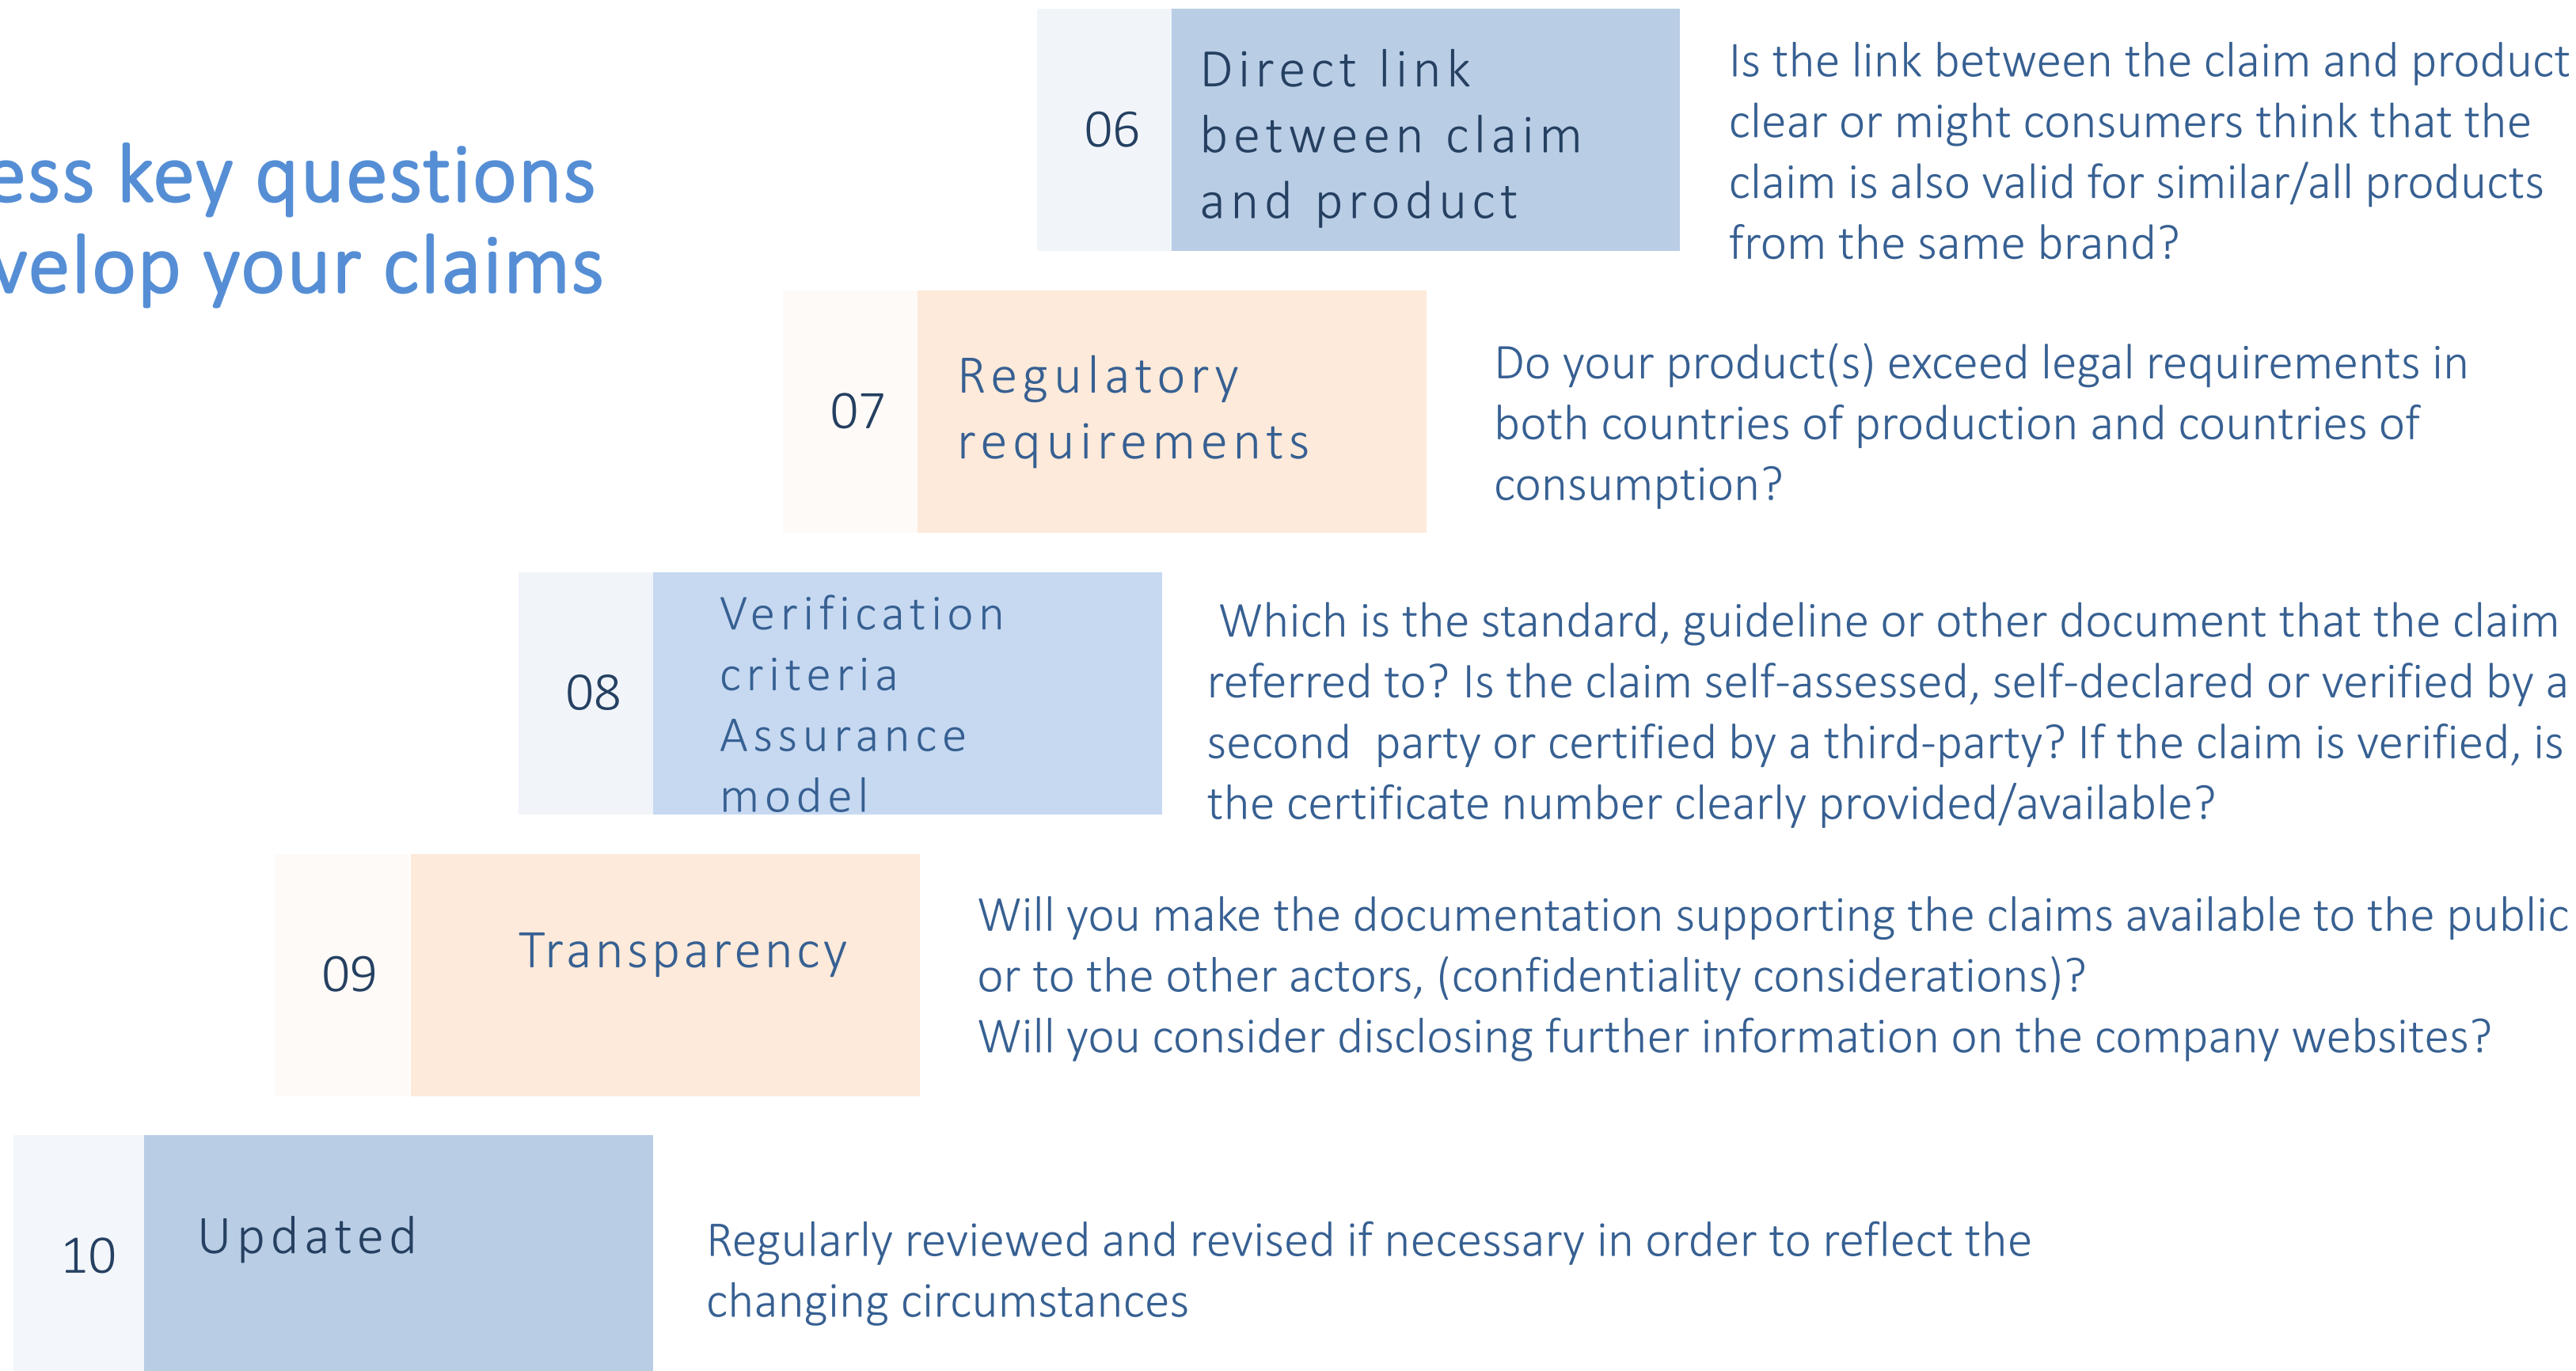 ess key questions
velop your claims
06
Direct link
between claim
and product
Is the link between the claim and product
clear or might consumers think that the
claim is also valid for similar/all products
from the same brand?
07
Regulatory
requirements
Do your product(s) exceed legal requirements in
both countries of production and countries of
consumption?
08
Verification
criteria
Assurance
model
Which is the standard, guideline or other document that the claim
referred to? Is the claim self-assessed, self-declared or verified by a
second  party or certified by a third-party? If the claim is verified, is
the certificate number clearly provided/available?
09
Transparency
Will you make the documentation supporting the claims available to the public
or to the other actors, (confidentiality considerations)?
Will you consider disclosing further information on the company websites?
10
Updated
Regularly reviewed and revised if necessary in order to reflect the
changing circumstances